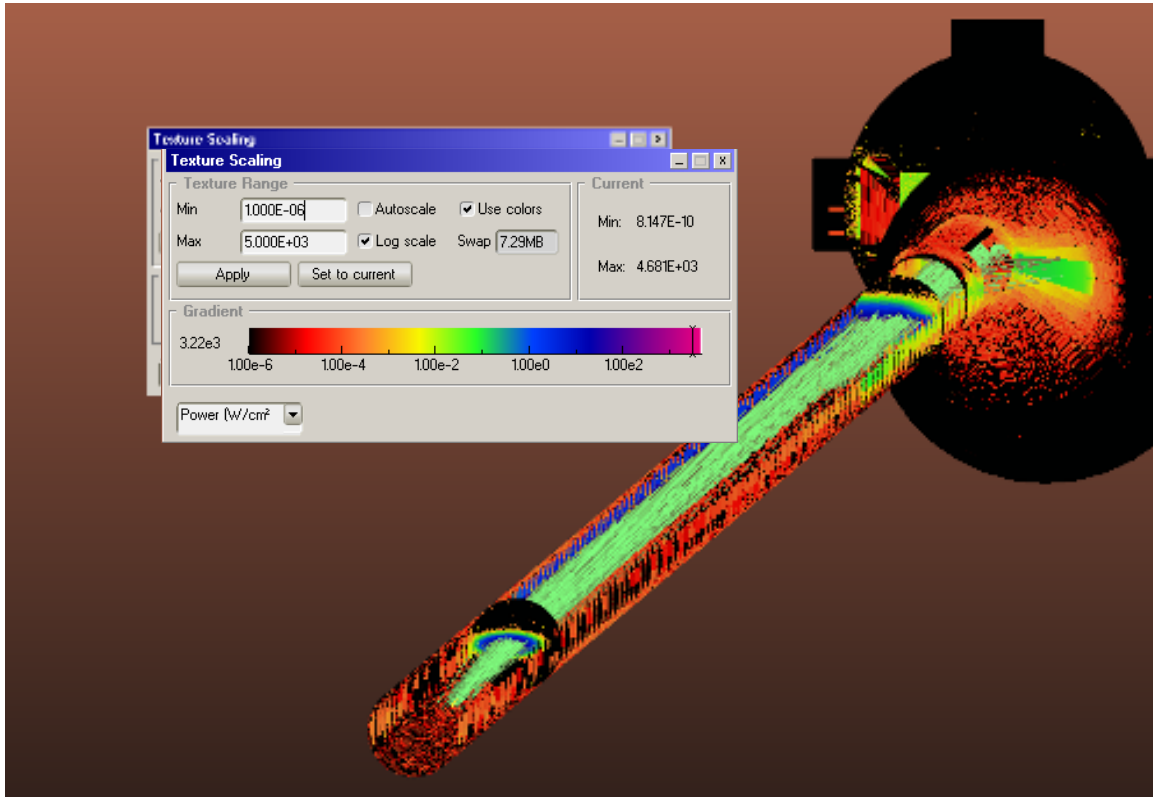 Texture Scaling
Texture Scaling
Texture Range
Current
Min 1.000E-06 Autoscale Use colors
Min: 8.147E-10
Max 5.000E+03 Log scale Swap 7.29MB
Max: 4.681E+03
Apply Set to current
Gradient
3.22e3
1.00e-6 1.00e-4 1.00e-2 1.00e0 1.00e2
Power (W/cm²